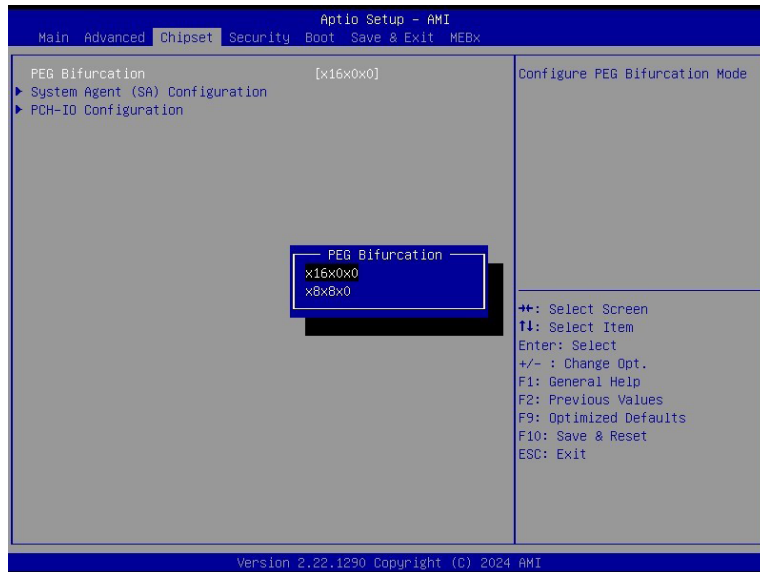 Aptio Setup - AMI
Main Advanced Chipset Security Boot Save & Exit MEBx
PEG Bifurcation [x16x0x0]
System Agent (SA) Configuration
PCH-IO Configuration
Configure PEG Bifurcation Mode
PEG Bifurcation
x16x0x0
x8x8x0
→←: Select Screen
↑↓: Select Item
Enter: Select
+/- : Change Opt.
F1: General Help
F2: Previous Values
F9: Optimized Defaults
F10: Save & Reset
ESC: Exit
Version 2.22.1290 Copyright (C) 2024 AMI